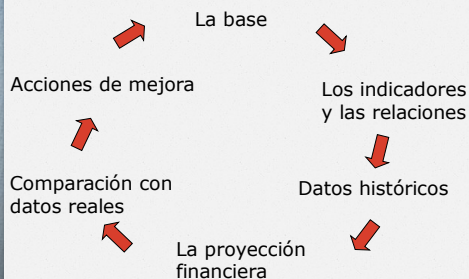 La base
Los indicadores
y las relaciones
Datos históricos
La proyección
financiera
Comparación con
datos reales
Acciones de mejora